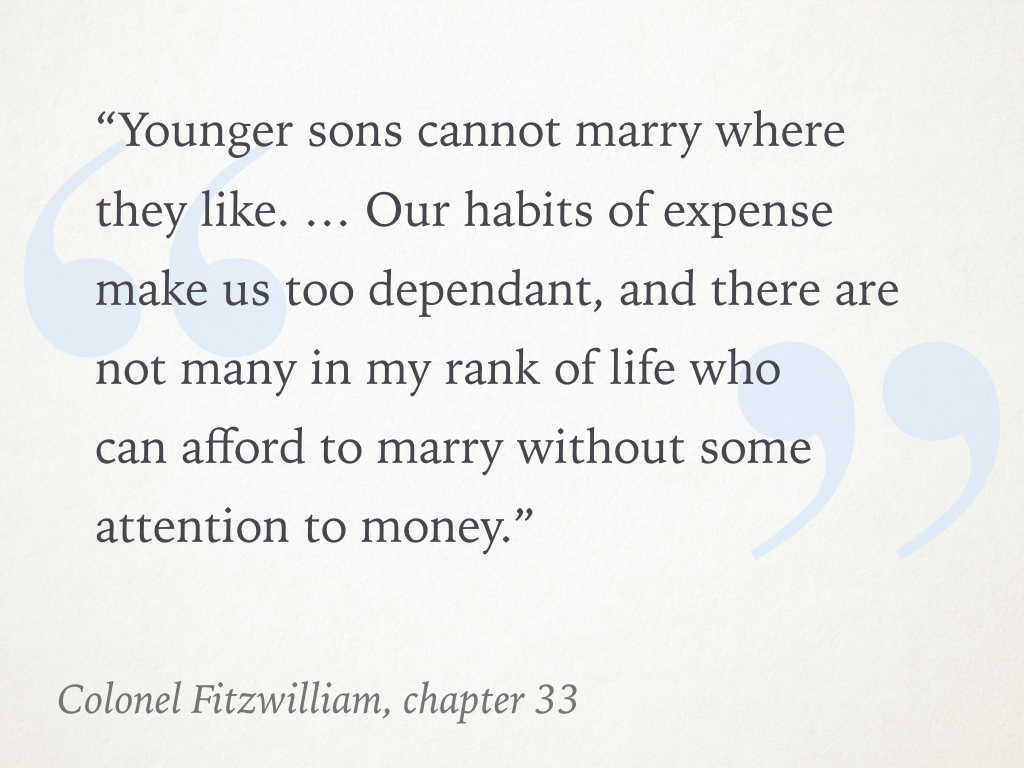 “Younger sons cannot marry where
they like. … Our habits of expense
make us too dependant, and there are
not many in my rank of life who
can afford to marry without some
attention to money.”
Colonel Fitzwilliam, chapter 33